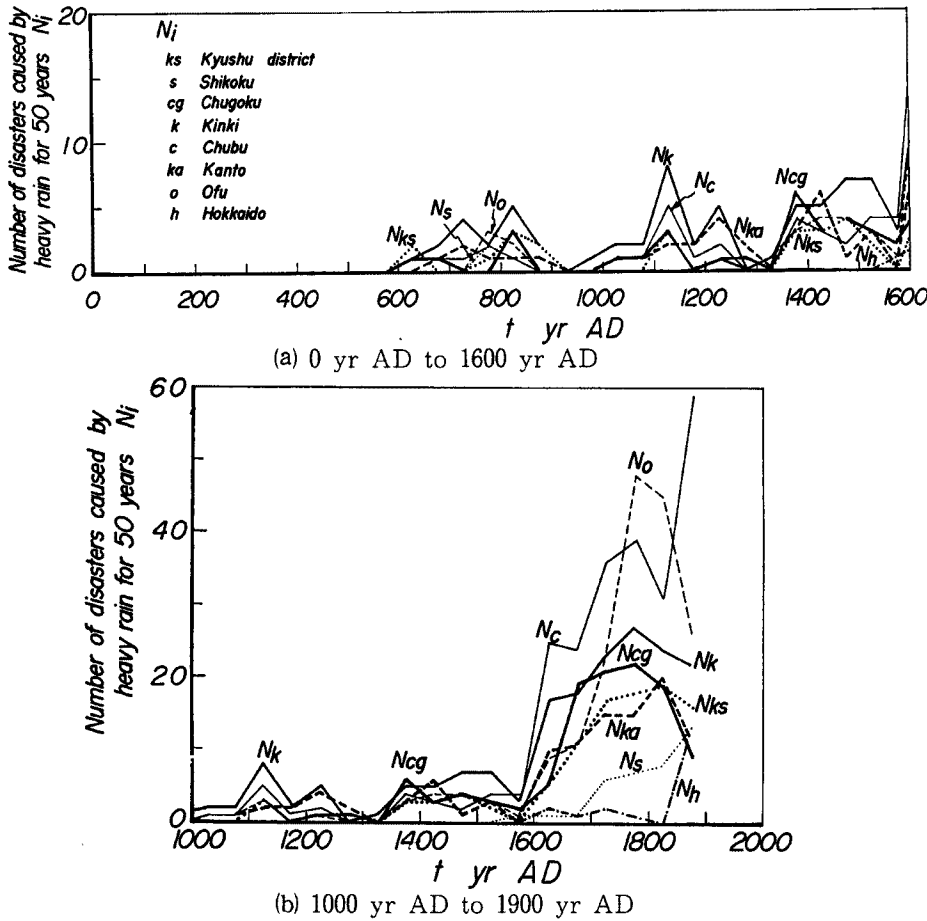 Number of disasters caused by
heavy rain for 50 years Ni
20
10
0
Ni
ks Kyushu district
s Shikoku
cg Chugoku
k Kinki
c Chubu
ka Kanto
o Ofu
h Hokkaido
Nks
Ns
No
Nk
Nc
Nka
Ncg
Nks
Nh
0 200 400 600 800 1000 1200 1400 1600
t yr AD
(a) 0 yr AD to 1600 yr AD
Number of disasters caused by
heavy rain for 50 years Ni
60
40
20
0
Nk
Ncg
Nc
No
Ncg
Nk
Nks
Nka
Ns
Nh
1000 1200 1400 1600 1800 2000
t yr AD
(b) 1000 yr AD to 1900 yr AD